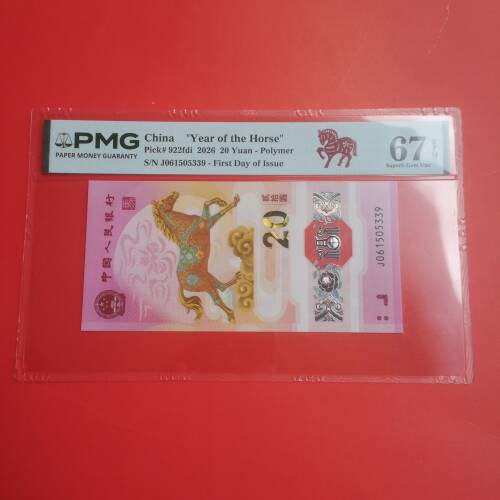 PMG
PAPER MONEY GUARANTY
China "Year of the Horse"
Pick# 922fdi 2026 20 Yuan - Polymer
S/N J061505339 - First Day of Issue
67 EPQ
Superb Gem Unc
中国人民银行
贰拾圆
20
J061505339